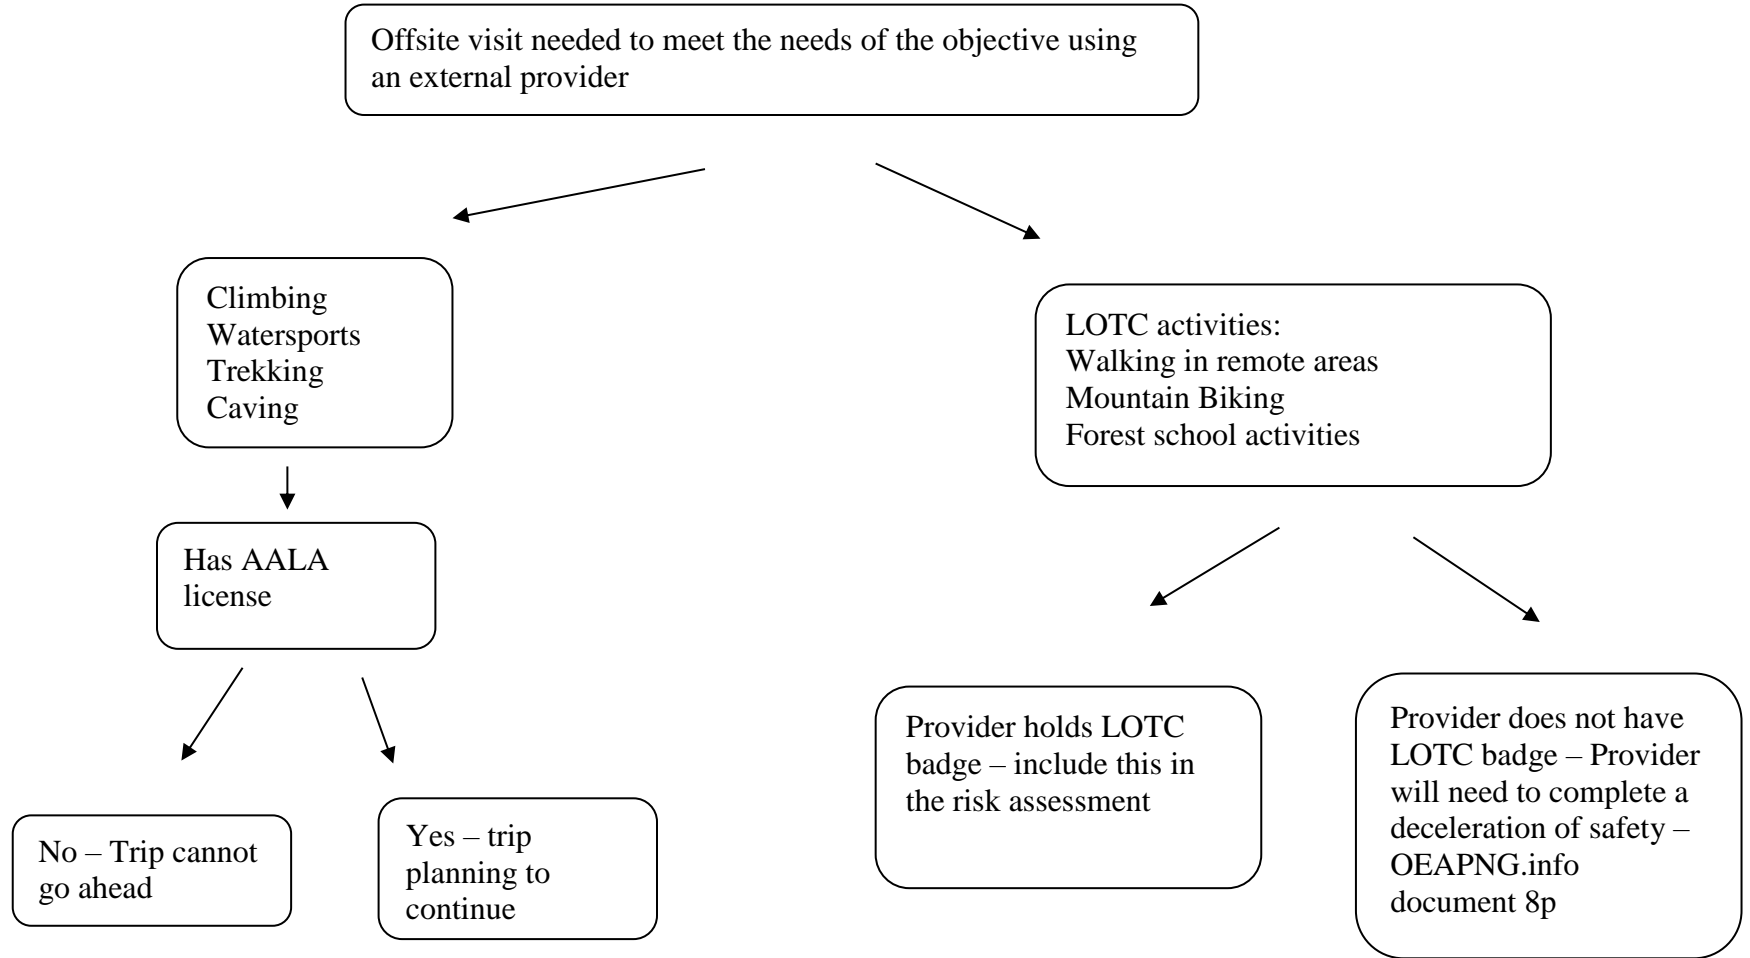 Offsite visit needed to meet the needs of the objective using
an external provider
Climbing
Watersports
Trekking
Caving
LOTC activities:
Walking in remote areas
Mountain Biking
Forest school activities
Has AALA
license
Provider holds LOTC
badge – include this in
the risk assessment
Provider does not have
LOTC badge – Provider
will need to complete a
deceleration of safety –
OEAPNG.info
document 8p
No – Trip cannot
go ahead
Yes – trip
planning to
continue